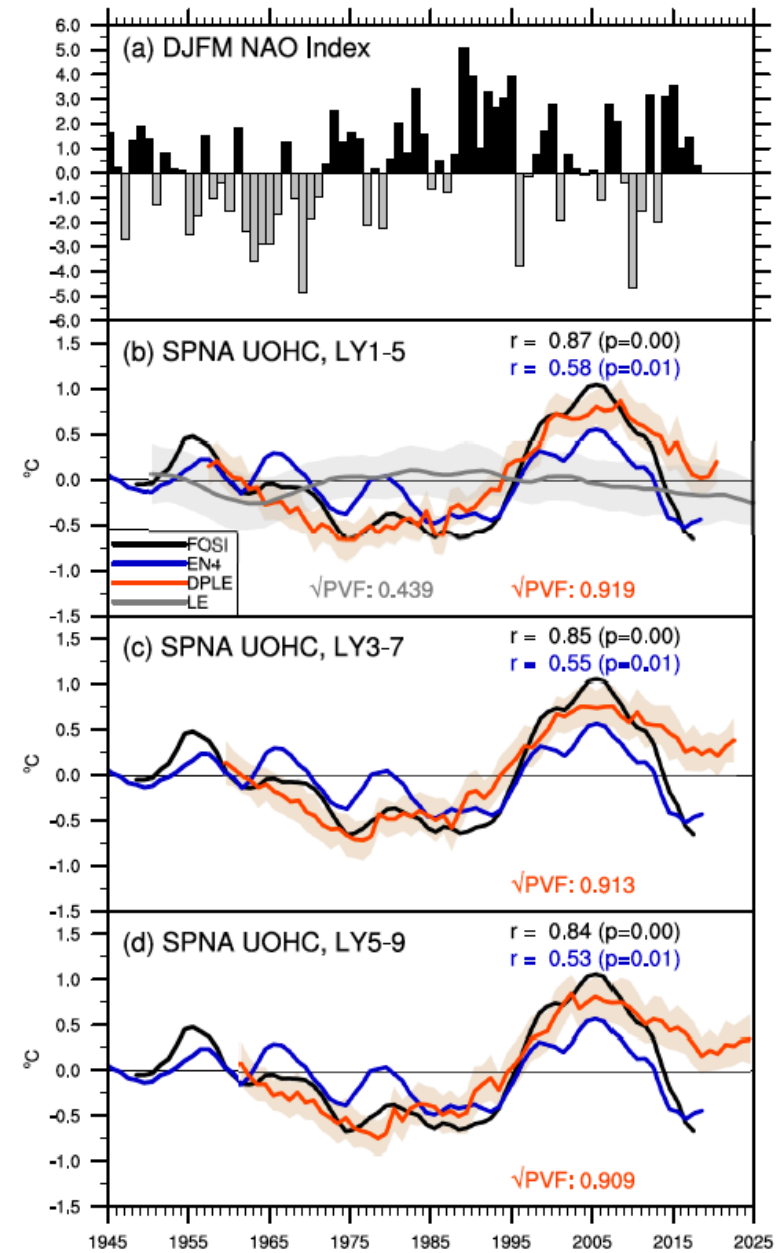 6.0
(a) DJFM NAO Index
5.0
4.0
3.0
2.0
1.0
0.0
-1.0
-2.0
-3.0
-4.0
-5.0
-6.0
(b) SPNA UOHC, LY1-5
r = 0.87 (p=0.00)
r = 0.58 (p=0.01)
1.5
1.0
0.5
0.0
-0.5
-1.0
-1.5
°C
FOSI
EN4
DPLE
LE
√PVF: 0.439
√PVF: 0.919
(c) SPNA UOHC, LY3-7
r = 0.85 (p=0.00)
r = 0.55 (p=0.01)
1.5
1.0
0.5
0.0
-0.5
-1.0
-1.5
°C
√PVF: 0.913
(d) SPNA UOHC, LY5-9
r = 0.84 (p=0.00)
r = 0.53 (p=0.01)
1.5
1.0
0.5
0.0
-0.5
-1.0
-1.5
°C
√PVF: 0.909
1945 1955 1965 1975 1985 1995 2005 2015 2025